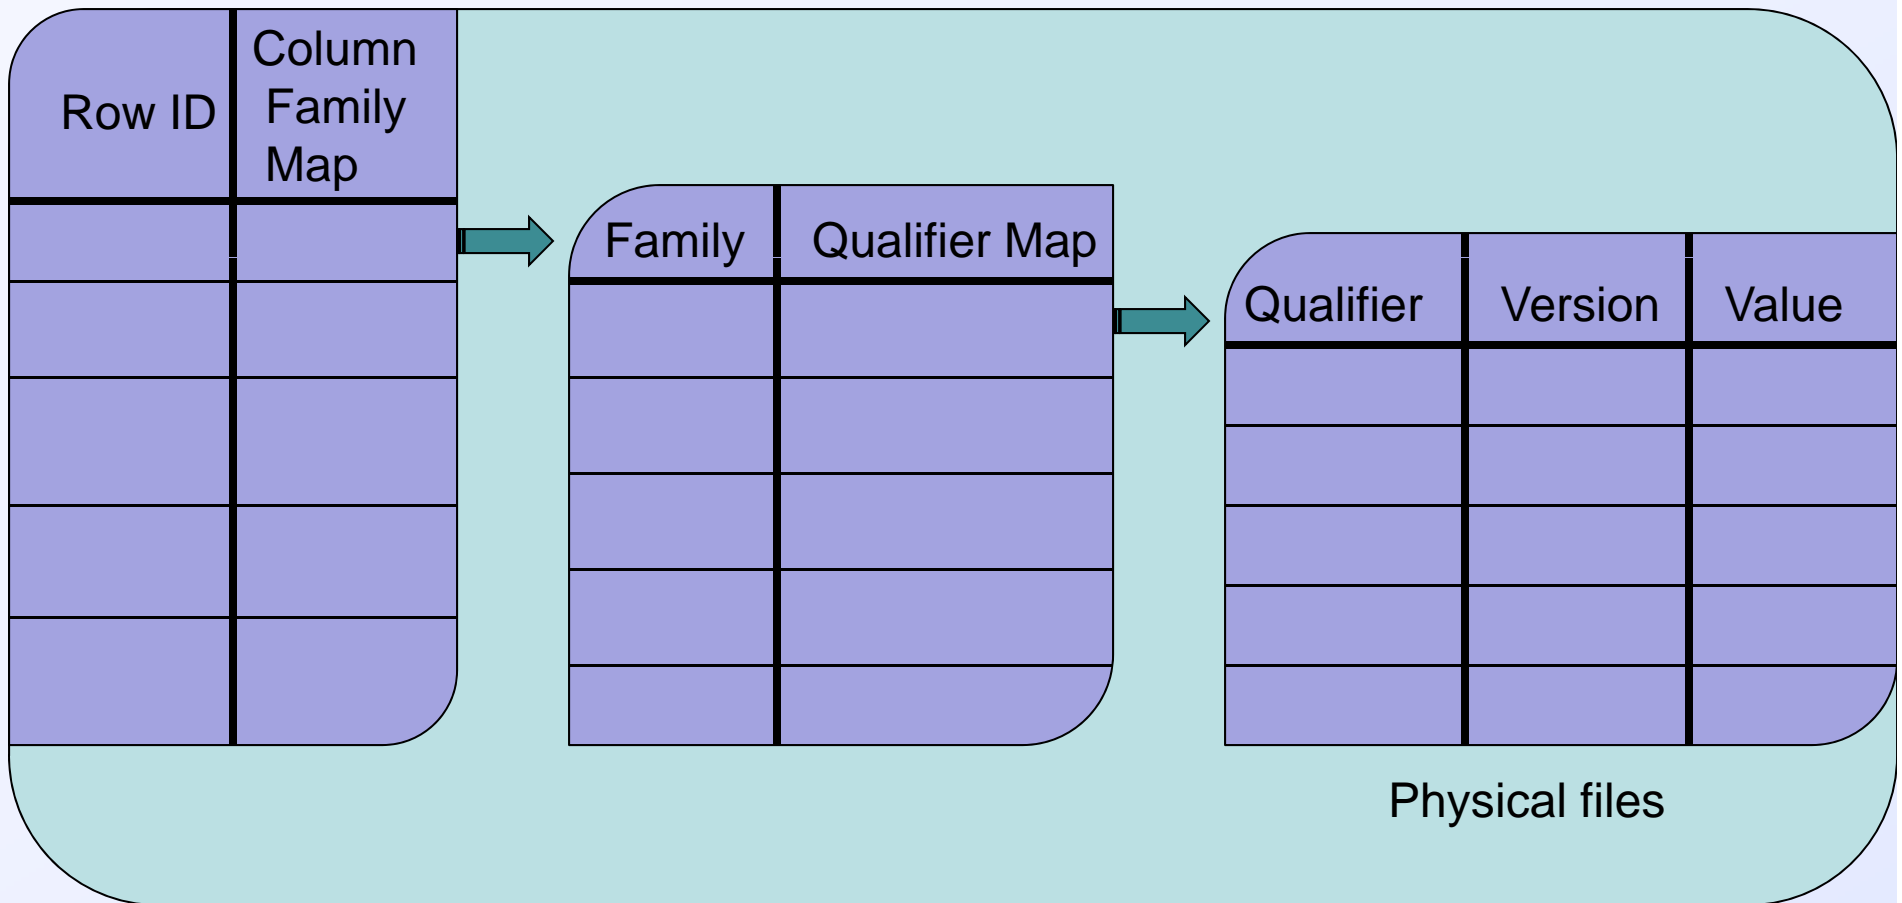 Row ID
Column
Family
Map
Family
Qualifier Map
Qualifier
Version
Value
Physical files